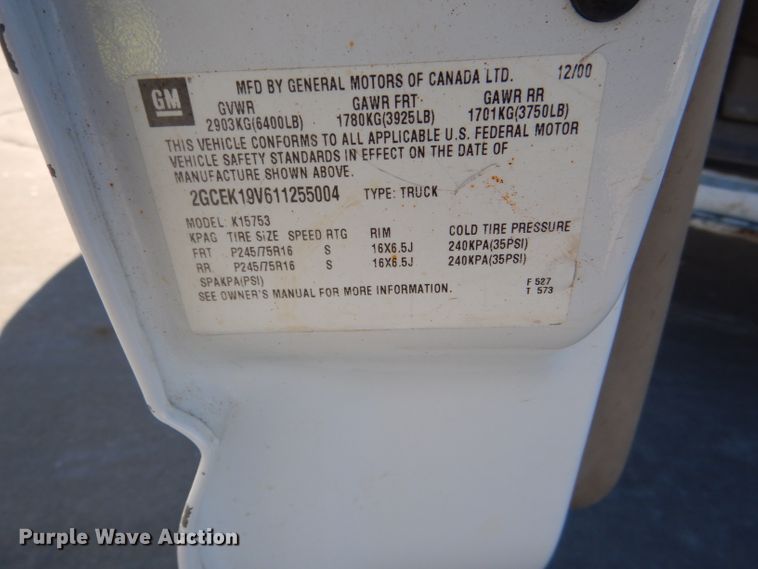 GM
MFD BY GENERAL MOTORS OF CANADA LTD. 12/00
GVWR GAWR FRT GAWR RR
2903KG(6400LB) 1780KG(3925LB) 1701KG(3750LB)
THIS VEHICLE CONFORMS TO ALL APPLICABLE U.S. FEDERAL MOTOR
VEHICLE SAFETY STANDARDS IN EFFECT ON THE DATE OF
MANUFACTURE SHOWN ABOVE.
2GCEK19V611255004 TYPE: TRUCK
MODEL: K15753
KPAG TIRE SIZE SPEED RTG RIM COLD TIRE PRESSURE
FRT P245/75R16 S 16X6.5J 240KPA(35PSI)
RR P245/75R16 S 16X6.5J 240KPA(35PSI)
SPAKPA(PSI)
SEE OWNER'S MANUAL FOR MORE INFORMATION.
F 527
T 573
Purple Wave Auction